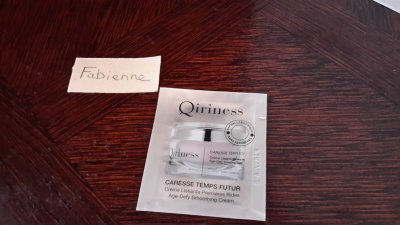 Fabienne
Qiriness
Qiriness
CARESSE TEMPS FUTUR
Crème Lissante Premières Rides
Age-Defy Smoothing Cream